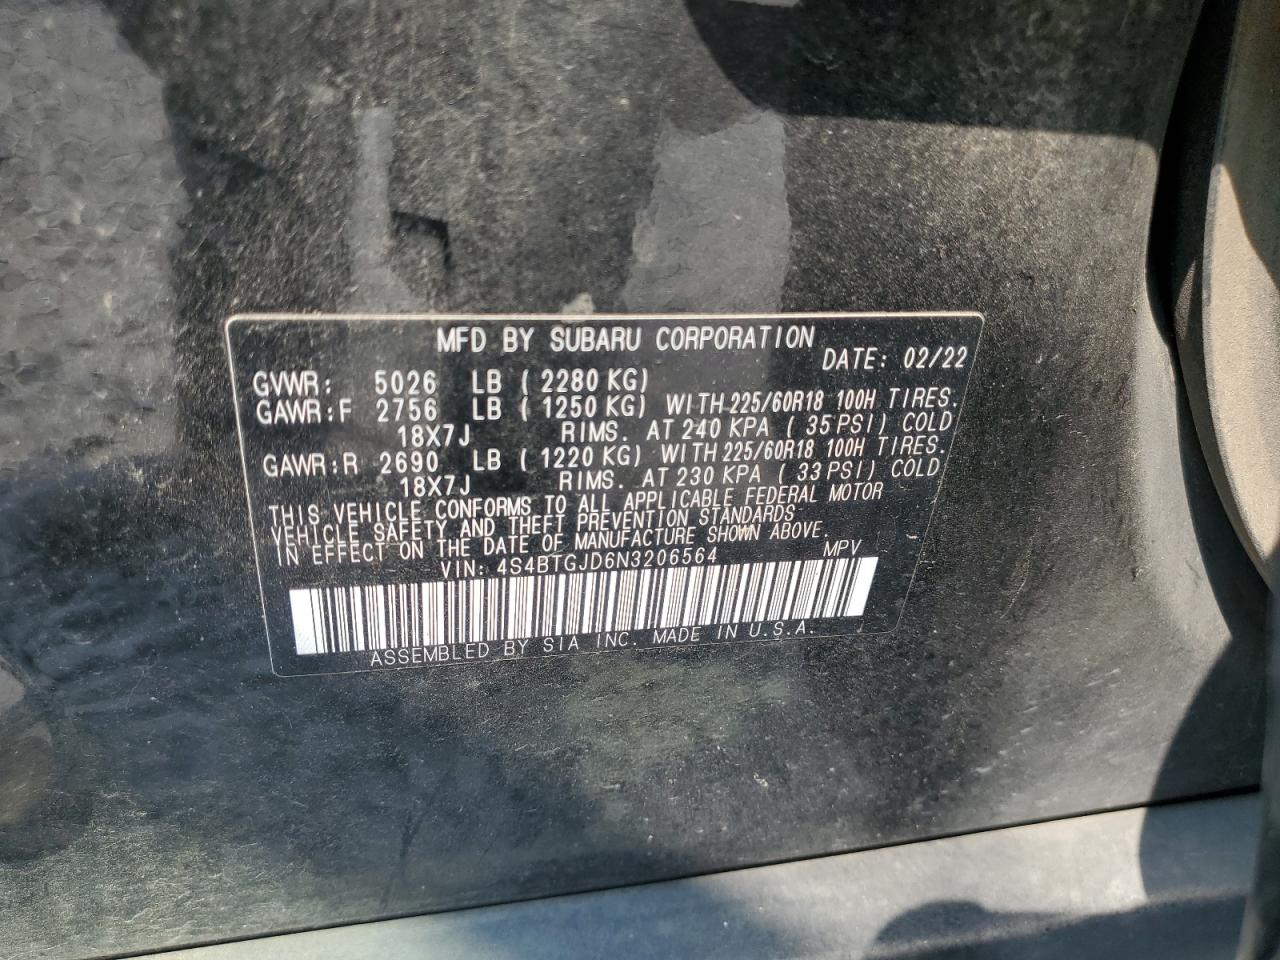 MFD BY SUBARU CORPORATION
DATE: 02/22
GVWR: 5026 LB ( 2280 KG)
GAWR:F 2756 LB ( 1250 KG) WITH 225/60R18 100H TIRES.
18X7J RIMS. AT 240 KPA ( 35 PSI) COLD
GAWR:R 2690 LB ( 1220 KG) WITH 225/60R18 100H TIRES.
18X7J RIMS. AT 230 KPA ( 33 PSI) COLD
THIS VEHICLE CONFORMS TO ALL APPLICABLE FEDERAL MOTOR
VEHICLE SAFETY AND THEFT PREVENTION STANDARDS
IN EFFECT ON THE DATE OF MANUFACTURE SHOWN ABOVE.
VIN: 4S4BTGJD6N3206564 MPV
ASSEMBLED BY SIA INC. MADE IN U.S.A.